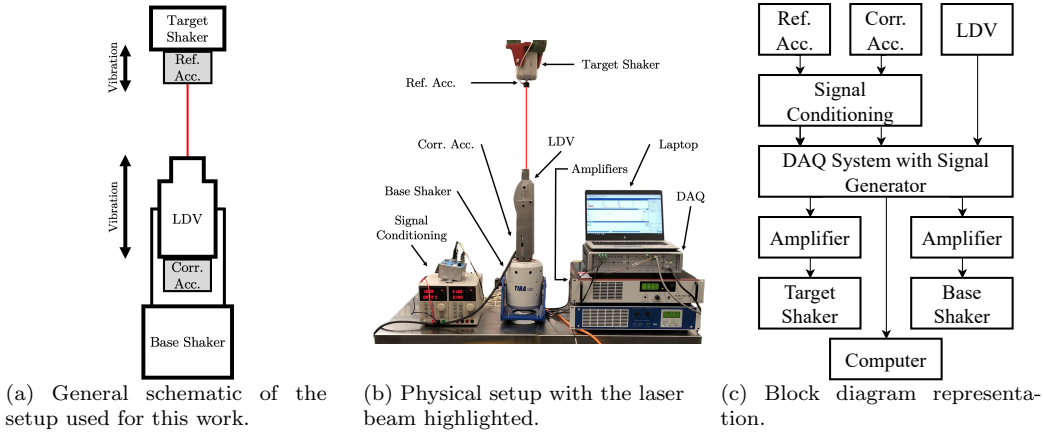 Target
Shaker
Ref.
Acc.
Vibration
Vibration
LDV
Corr.
Acc.
Base Shaker
(a) General schematic of the
setup used for this work.
Target Shaker
Ref. Acc.
Corr. Acc.
LDV
Laptop
Amplifiers
Base Shaker
DAQ
Signal
Conditioning
TIRA
(b) Physical setup with the laser
beam highlighted.
Ref.
Acc.
Corr.
Acc.
LDV
Signal
Conditioning
DAQ System with Signal
Generator
Amplifier
Amplifier
Target
Shaker
Base
Shaker
Computer
(c) Block diagram representa-
tion.